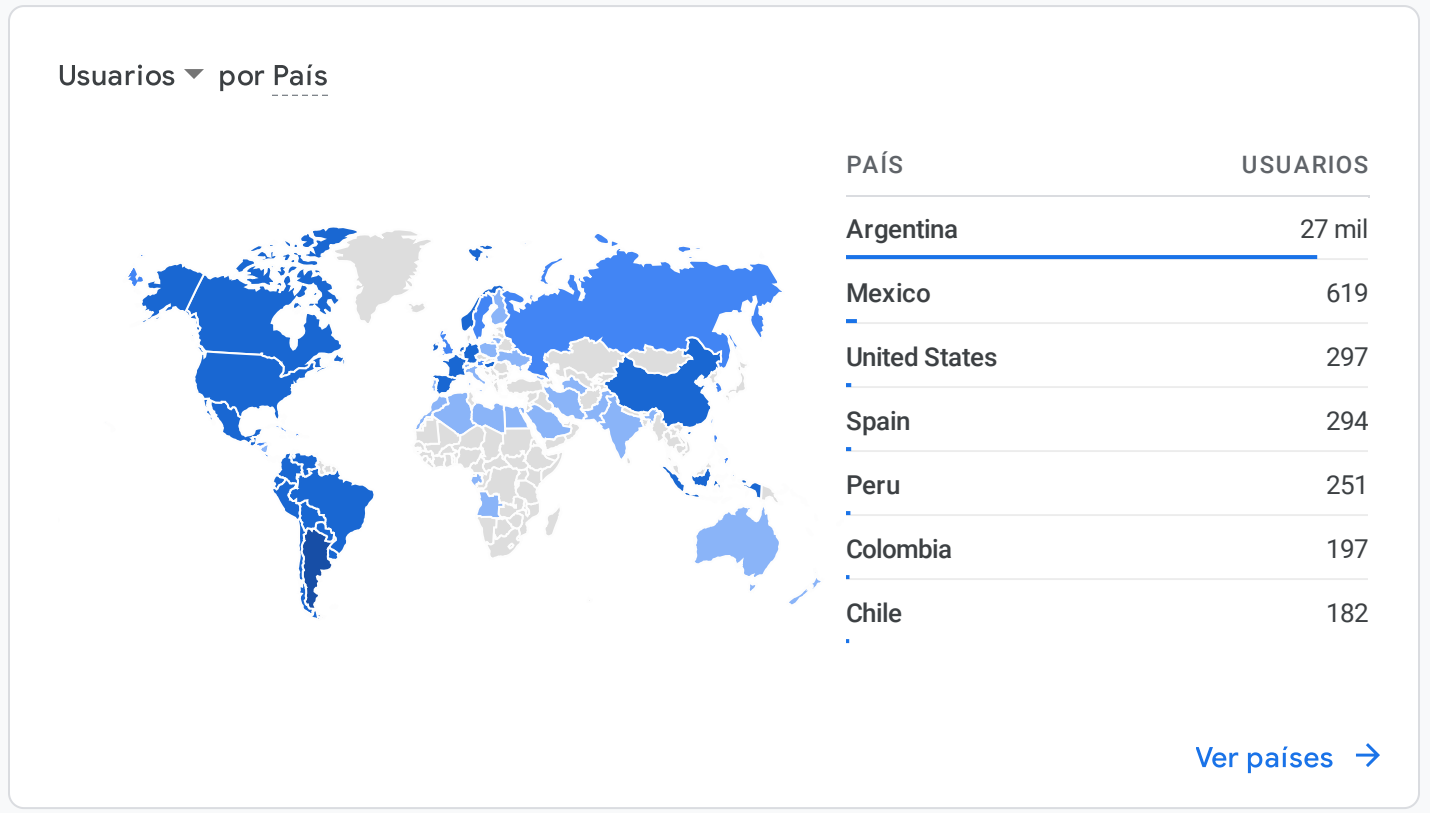 Usuarios por País
PAÍS USUARIOS
Argentina 27 mil
Mexico 619
United States 297
Spain 294
Peru 251
Colombia 197
Chile 182
Ver países